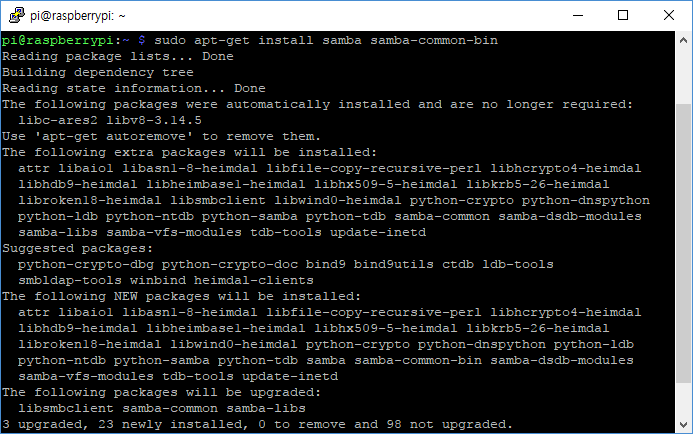 pi@raspberrypi: ~
pi@raspberrypi:~ $ sudo apt-get install samba samba-common-bin
Reading package lists... Done
Building dependency tree
Reading state information... Done
The following packages were automatically installed and are no longer required:
  libc-ares2 libv8-3.14.5
Use 'apt-get autoremove' to remove them.
The following extra packages will be installed:
  attr libaio1 libasn1-8-heimdal libfile-copy-recursive-perl libhcrypto4-heimdal
  libhdb9-heimdal libheimbase1-heimdal libhx509-5-heimdal libkrb5-26-heimdal
  libroken18-heimdal libsmbclient libwind0-heimdal python-crypto python-dnspython
  python-ldb python-ntdb python-samba python-tdb samba-common samba-dsdb-modules
  samba-libs samba-vfs-modules tdb-tools update-inetd
Suggested packages:
  python-crypto-dbg python-crypto-doc bind9 bind9utils ctdb ldb-tools
  smbldap-tools winbind heimdal-clients
The following NEW packages will be installed:
  attr libaio1 libasn1-8-heimdal libfile-copy-recursive-perl libhcrypto4-heimdal
  libhdb9-heimdal libheimbase1-heimdal libhx509-5-heimdal libkrb5-26-heimdal
  libroken18-heimdal libwind0-heimdal python-crypto python-dnspython python-ldb
  python-ntdb python-samba python-tdb samba samba-common-bin samba-dsdb-modules
  samba-vfs-modules tdb-tools update-inetd
The following packages will be upgraded:
  libsmbclient samba-common samba-libs
3 upgraded, 23 newly installed, 0 to remove and 98 not upgraded.